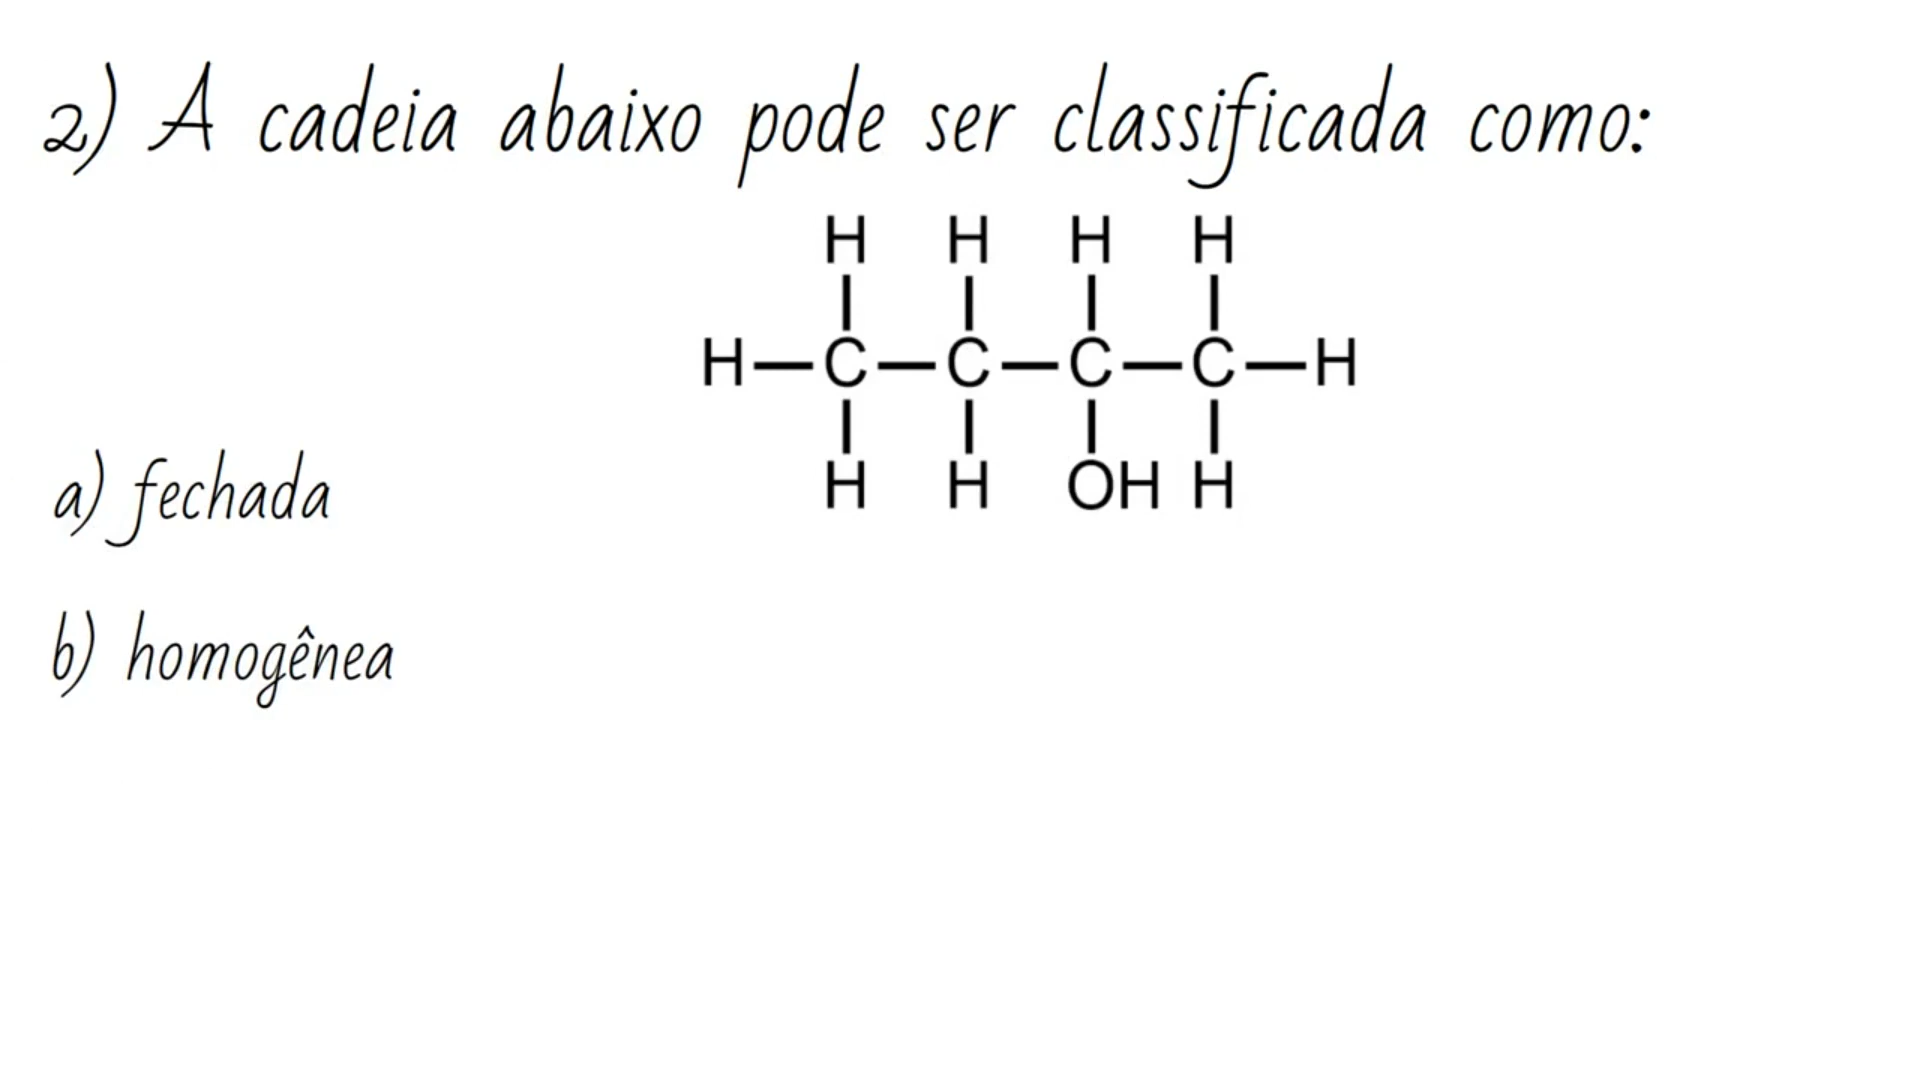 2) A cadeia abaixo pode ser classificada como:
H H H H
H—C—C—C—C—H
H H OH H
a) fechada
b) homogênea